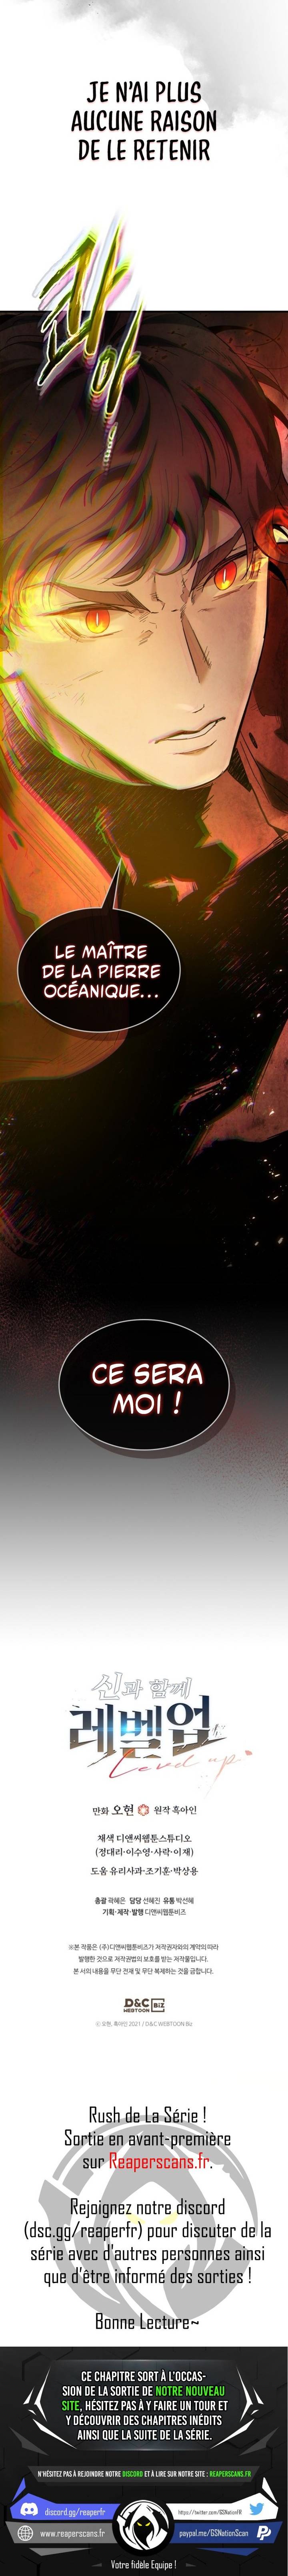 JE N'AI PLUS
AUCUNE RAISON
DE LE RETENIR
LE MAÎTRE
DE LA PIERRE
OCÉANIQUE...
CE SERA
MOI !
신과 함께
레벨업
Level up
만화 오현 원작 흑아인
채색 디앤씨웹툰스튜디오
(정대리·이수영·사락·이재)
도움 유리사과·조기훈·박상용
총괄 곽혜은 담당 선혜진 유통 박선혜
기획·제작·발행 디앤씨웹툰비즈
※본 작품은 (주)디앤씨웹툰비즈가 저작권자와의 계약에 따라
발행한 것으로 저작권법의 보호를 받는 저작물입니다.
본 서의 내용을 무단 전재 및 무단 복제하는 것을 금합니다.
D&C BIZ
WEBTOON
ⓒ 오현, 흑아인 2021 / D&C WEBTOON Biz
Rush de La Série !
Sortie en avant-première
sur Reaperscans.fr.
Rejoignez notre discord
(dsc.gg/reaperfr) pour discuter de la
série avec d'autres personnes ainsi
que d'être informé des sorties !
Bonne Lecture~
CE CHAPITRE SORT À L'OCCAS-
SION DE LA SORTIE DE NOTRE NOUVEAU
SITE, HÉSITEZ PAS À Y FAIRE UN TOUR ET
Y DÉCOUVRIR DES CHAPITRES INÉDITS
AINSI QUE LA SUITE DE LA SÉRIE.
N'HÉSITEZ PAS À REJOINDRE NOTRE DISCORD ET À LIRE SUR NOTRE SITE : REAPERSCANS.FR
discord.gg/reaperfr
https://twitter.com/GSNationFR
www.reaperscans.fr
paypal.me/GSNationScan
Votre fidèle Equipe !